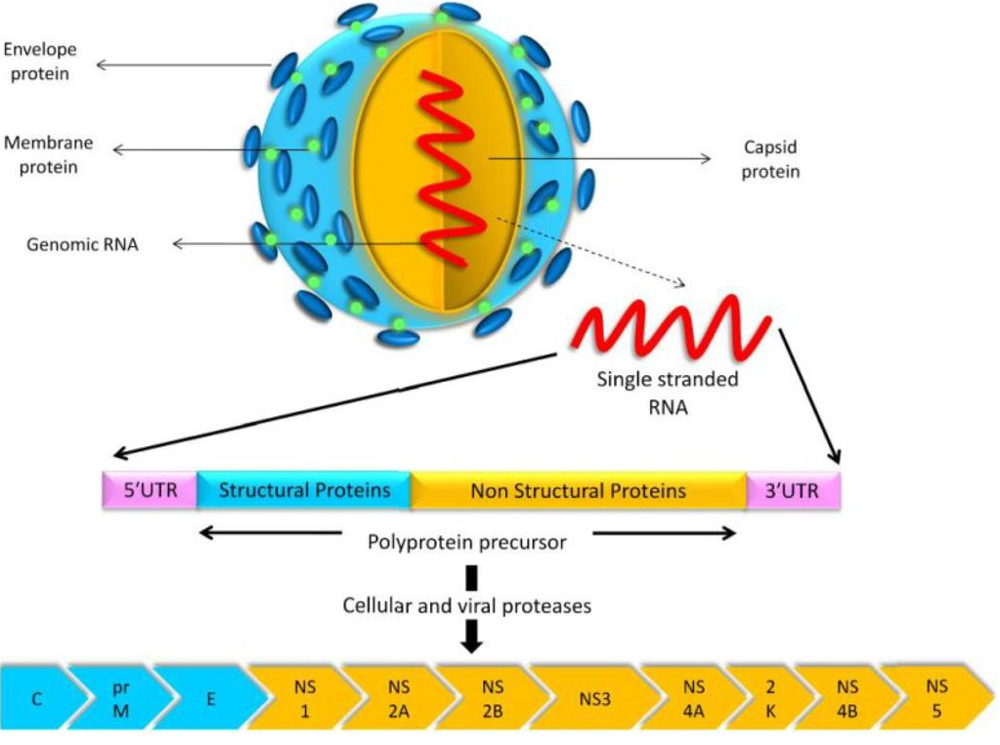 Envelope
protein
Membrane
protein
Genomic RNA
Capsid
protein
Single stranded
RNA
5'UTR
Structural Proteins
Non Structural Proteins
3'UTR
Polyprotein precursor
Cellular and viral proteases
C
pr
M
E
NS
1
NS
2A
NS
2B
NS3
NS
4A
2
K
NS
4B
NS
5